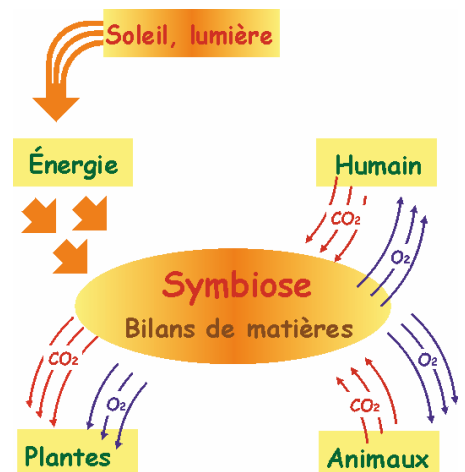 Soleil, lumière
Énergie
Humain
CO₂
O₂
Symbiose
Bilans de matières
CO₂
O₂
O₂
CO₂
Plantes
Animaux